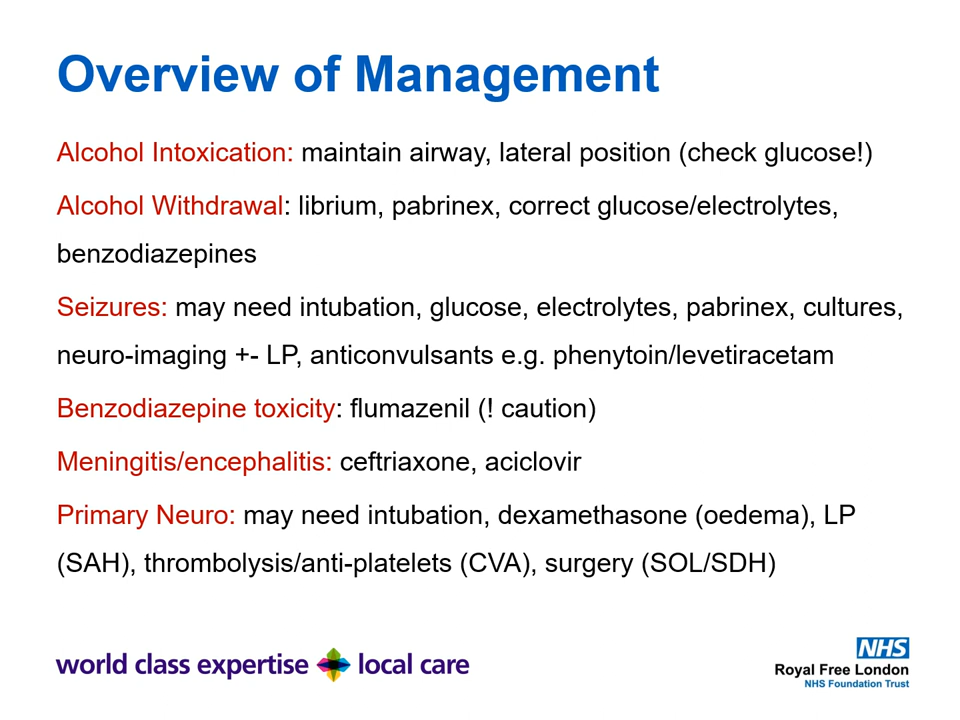 Overview of Management
Alcohol Intoxication: maintain airway, lateral position (check glucose!)
Alcohol Withdrawal: librium, pabrinex, correct glucose/electrolytes,
benzodiazepines
Seizures: may need intubation, glucose, electrolytes, pabrinex, cultures,
neuro-imaging +- LP, anticonvulsants e.g. phenytoin/levetiracetam
Benzodiazepine toxicity: flumazenil (! caution)
Meningitis/encephalitis: ceftriaxone, aciclovir
Primary Neuro: may need intubation, dexamethasone (oedema), LP
(SAH), thrombolysis/anti-platelets (CVA), surgery (SOL/SDH)
world class expertise local care
NHS
Royal Free London
NHS Foundation Trust